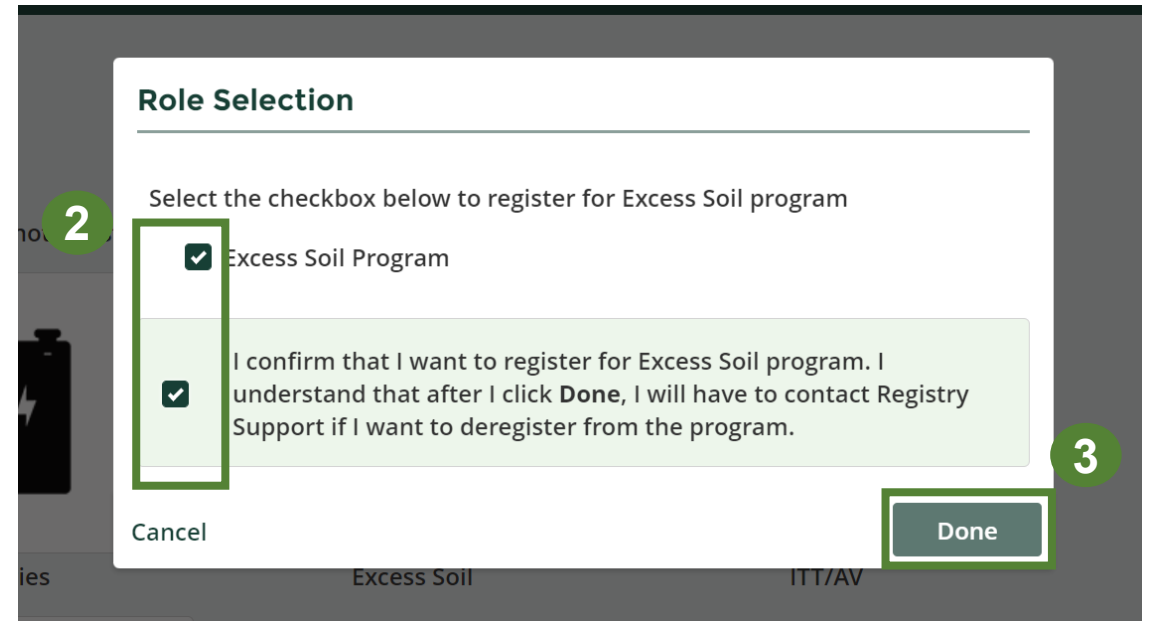 Role Selection
Select the checkbox below to register for Excess Soil program
2
Excess Soil Program
I confirm that I want to register for Excess Soil program. I
understand that after I click Done, I will have to contact Registry
Support if I want to deregister from the program.
3
Cancel
Done
Excess Soil
ITT/AV